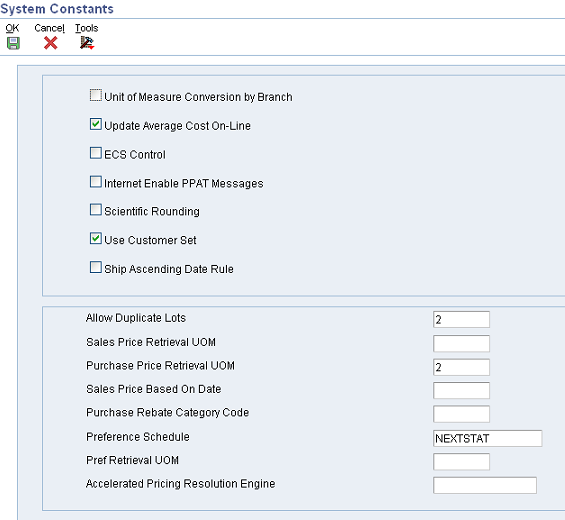 System Constants
OK Cancel Tools
Unit of Measure Conversion by Branch
Update Average Cost On-Line
ECS Control
Internet Enable PPAT Messages
Scientific Rounding
Use Customer Set
Ship Ascending Date Rule
Allow Duplicate Lots 2
Sales Price Retrieval UOM
Purchase Price Retrieval UOM 2
Sales Price Based On Date
Purchase Rebate Category Code
Preference Schedule NEXTSTAT
Pref Retrieval UOM
Accelerated Pricing Resolution Engine